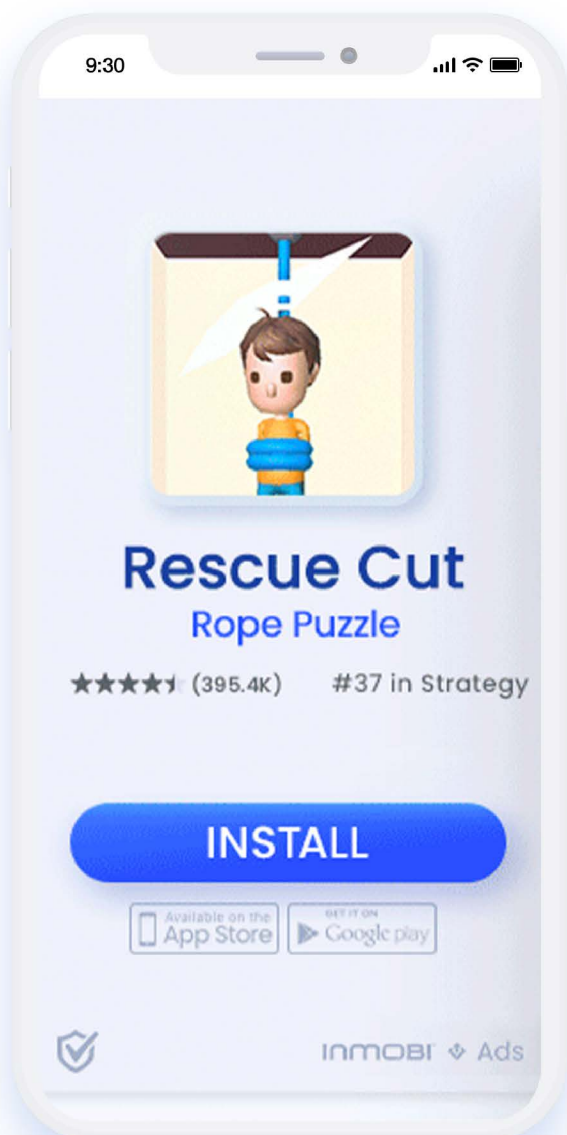 9:30
Rescue Cut
Rope Puzzle
(395.4K) #37 in Strategy
INSTALL
Available on the
App Store
GET IT ON
Google play
INMOBI Ads